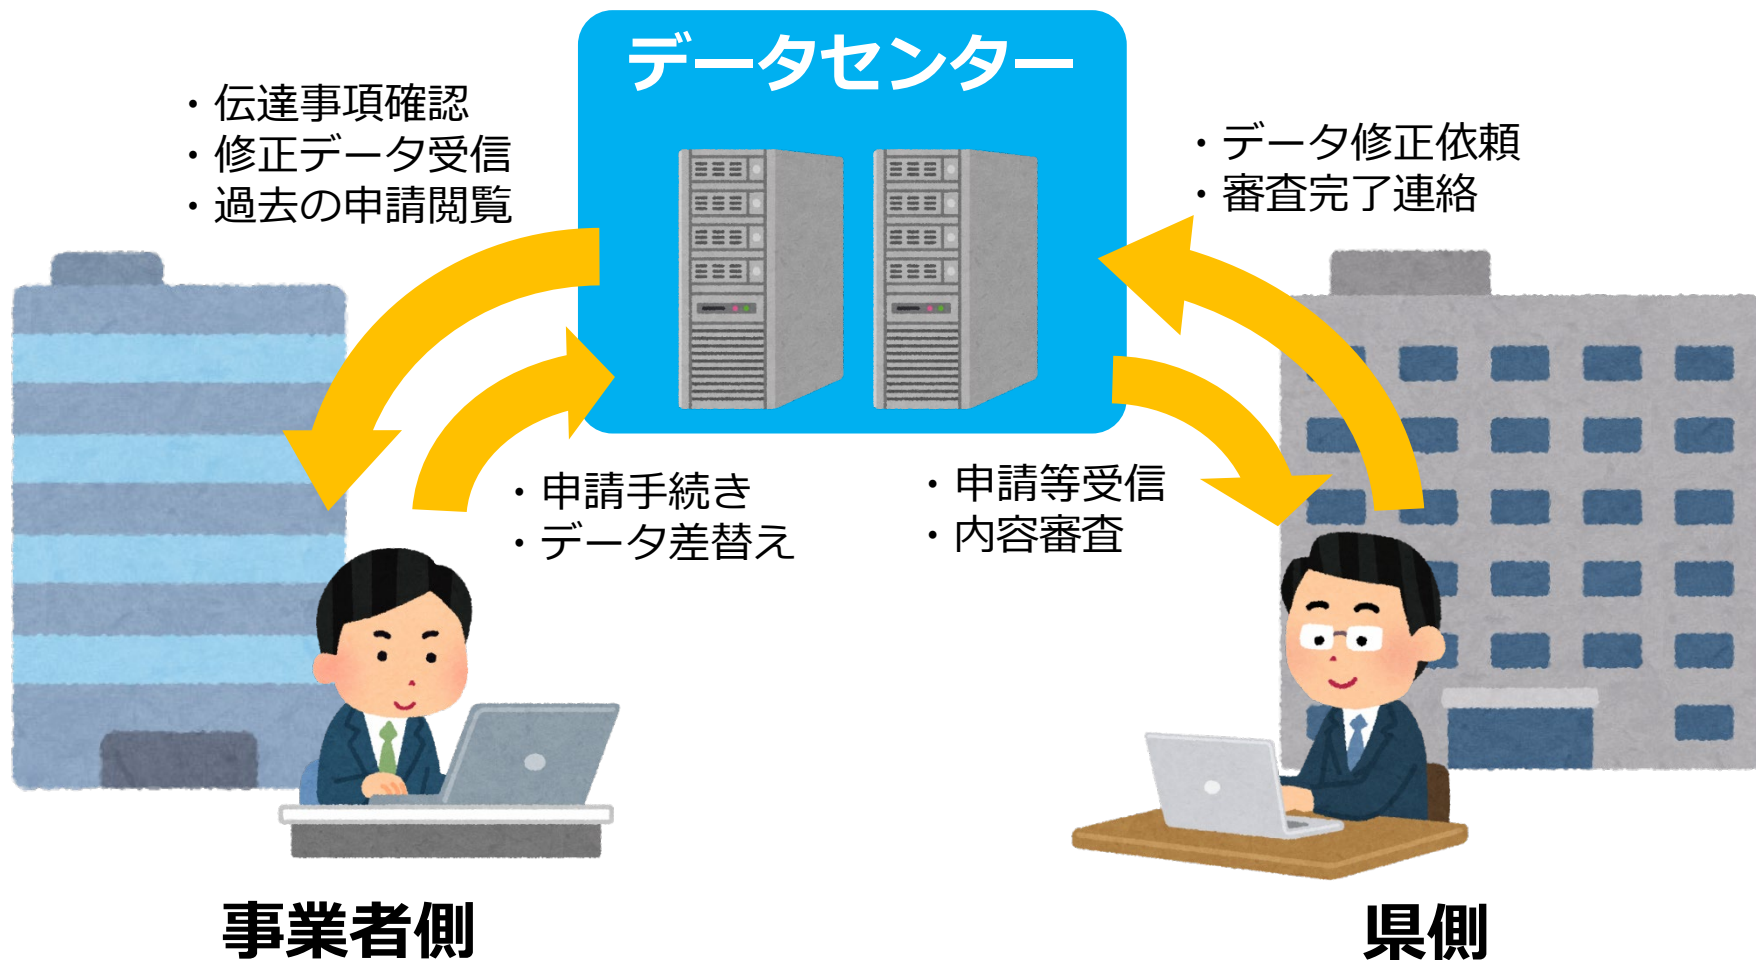 データセンター
・伝達事項確認
・修正データ受信
・過去の申請閲覧
・データ修正依頼
・審査完了連絡
・申請手続き
・データ差替え
・申請等受信
・内容審査
事業者側
県側